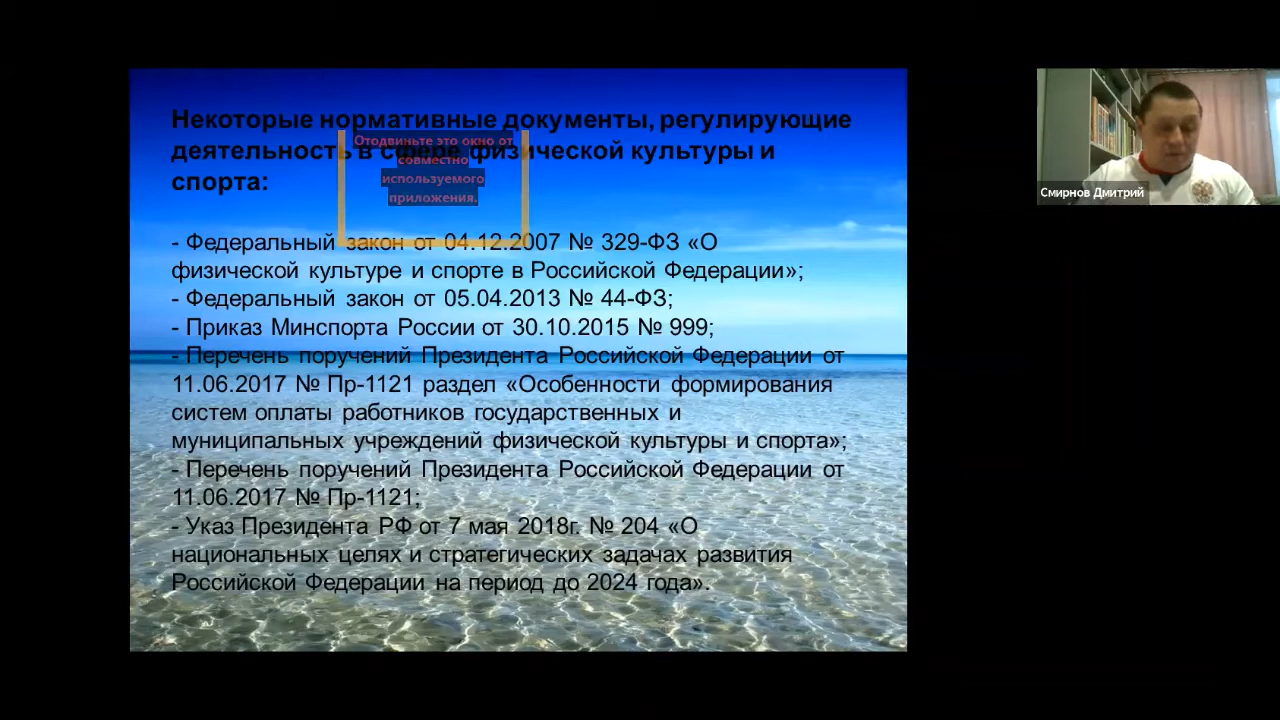 Некоторые нормативные документы, регулирующие
деятельность в сфере физической культуры и
спорта:
Отодвиньте это окно от
совместно
используемого
приложения.
- Федеральный закон от 04.12.2007 № 329-ФЗ «О
физической культуре и спорте в Российской Федерации»;
- Федеральный закон от 05.04.2013 № 44-ФЗ;
- Приказ Минспорта России от 30.10.2015 № 999;
- Перечень поручений Президента Российской Федерации от
11.06.2017 № Пр-1121 раздел «Особенности формирования
систем оплаты работников государственных и
муниципальных учреждений физической культуры и спорта»;
- Перечень поручений Президента Российской Федерации от
11.06.2017 № Пр-1121;
- Указ Президента РФ от 7 мая 2018г. № 204 «О
национальных целях и стратегических задачах развития
Российской Федерации на период до 2024 года».
Смирнов Дмитрий